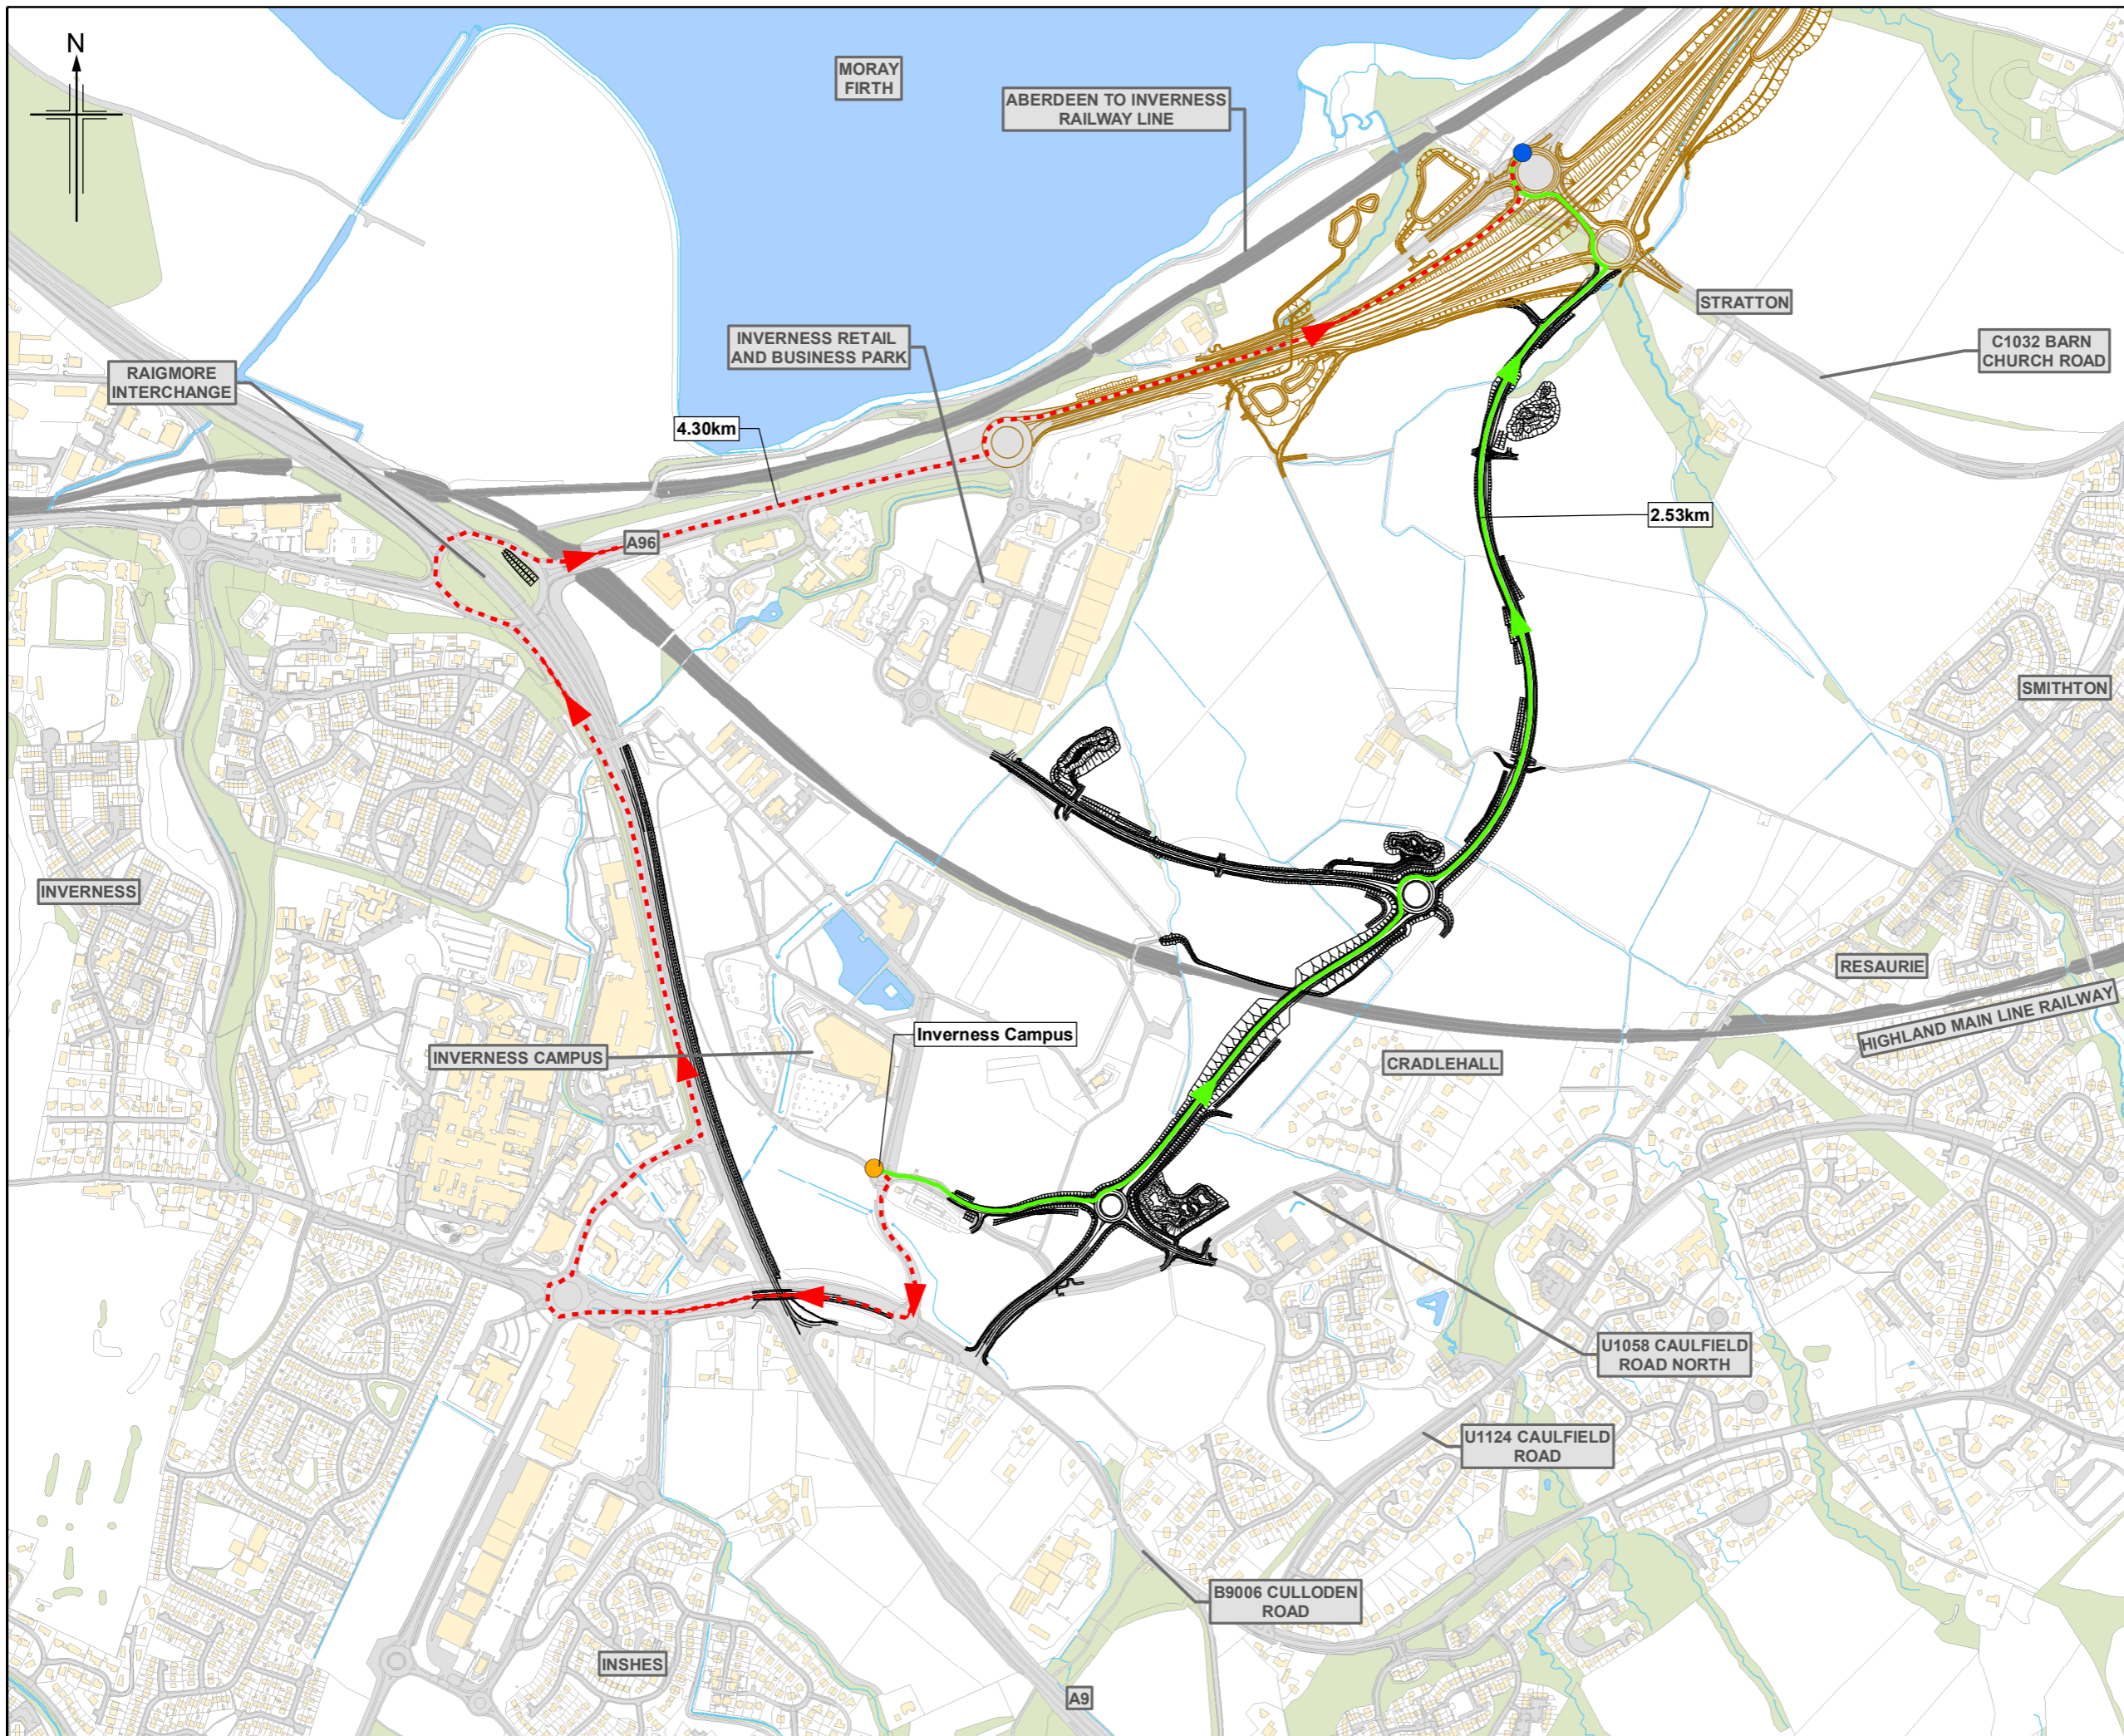 N
MORAY
FIRTH
ABERDEEN TO INVERNESS
RAILWAY LINE
STRATTON
C1032 BARN
CHURCH ROAD
INVERNESS RETAIL
AND BUSINESS PARK
RAIGMORE
INTERCHANGE
4.30km
2.53km
A96
SMITHTON
INVERNESS
RESAURIE
HIGHLAND MAIN LINE RAILWAY
Inverness Campus
INVERNESS CAMPUS
CRADLEHALL
U1058 CAULFIELD
ROAD NORTH
U1124 CAULFIELD
ROAD
B9006 CULLODEN
ROAD
INSHES
A9